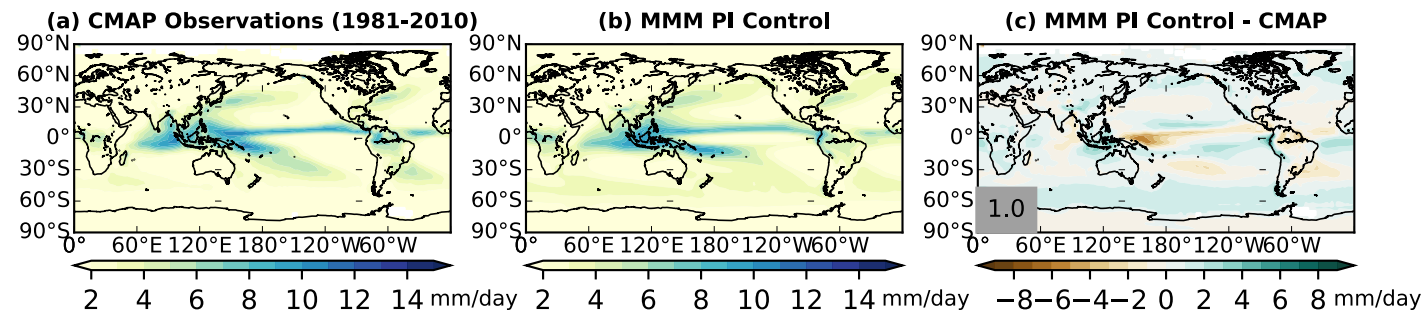 (a) CMAP Observations (1981-2010)
(b) MMM PI Control
(c) MMM PI Control - CMAP
90°N
60°N
30°N
0°
30°S
60°S
90°S
0° 60°E 120°E 180°W 120°W 60°W
2 4 6 8 10 12 14 mm/day
90°N
60°N
30°N
0°
30°S
60°S
90°S
0° 60°E 120°E 180°W 120°W 60°W
2 4 6 8 10 12 14 mm/day
90°N
60°N
30°N
0°
30°S
60°S
90°S
1.0
0° 60°E 120°E 180°W 120°W 60°W
−8 −6 −4 −2 0 2 4 6 8 mm/day